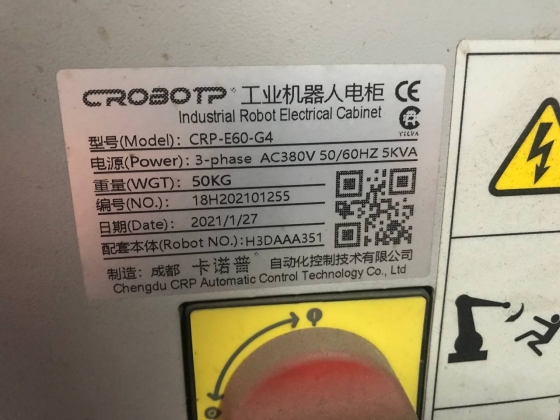 CROBOTP 工业机器人电柜 CE
Industrial Robot Electrical Cabinet
TILVA
型号(Model): CRP-E60-G4
电源(Power): 3-phase AC380V 50/60HZ 5KVA
重量(WGT): 50KG
编号(NO.): 18H202101255
日期(Date): 2021/1/27
配套本体(Robot NO.): H3DAAA351
制造: 成都 卡诺普 自动化控制技术有限公司
Chengdu CRP Automatic Control Technology Co., Ltd